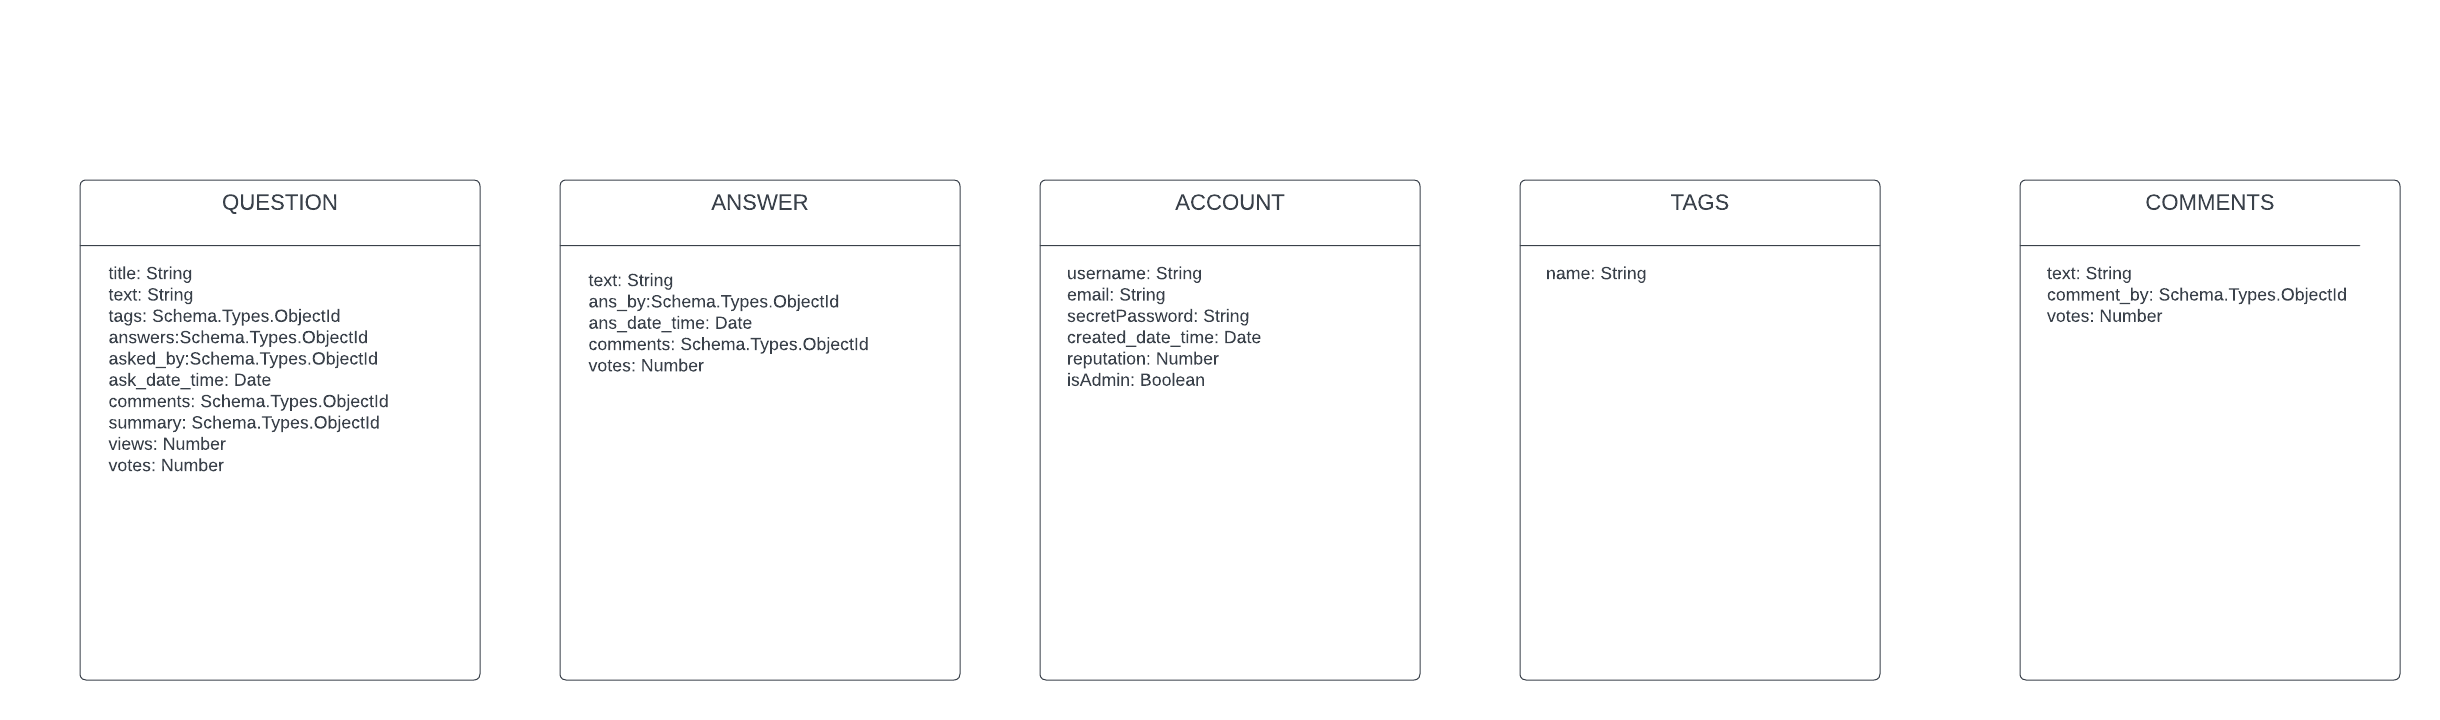 QUESTION
title: String
text: String
tags: Schema.Types.ObjectId
answers:Schema.Types.ObjectId
asked_by:Schema.Types.ObjectId
ask_date_time: Date
comments: Schema.Types.ObjectId
summary: Schema.Types.ObjectId
views: Number
votes: Number
ANSWER
text: String
ans_by:Schema.Types.ObjectId
ans_date_time: Date
comments: Schema.Types.ObjectId
votes: Number
ACCOUNT
username: String
email: String
secretPassword: String
created_date_time: Date
reputation: Number
isAdmin: Boolean
TAGS
name: String
COMMENTS
text: String
comment_by: Schema.Types.ObjectId
votes: Number